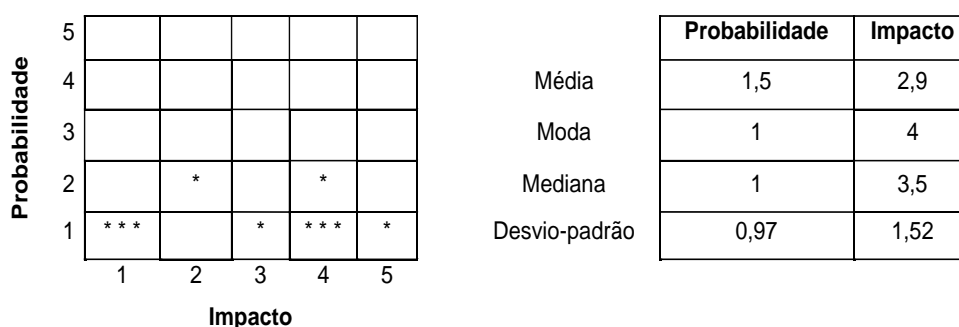 Probabilidade
5
4
3
2 * *
1 * * * * * * * *
1 2 3 4 5
Impacto
Probabilidade Impacto
Média 1,5 2,9
Moda 1 4
Mediana 1 3,5
Desvio-padrão 0,97 1,52